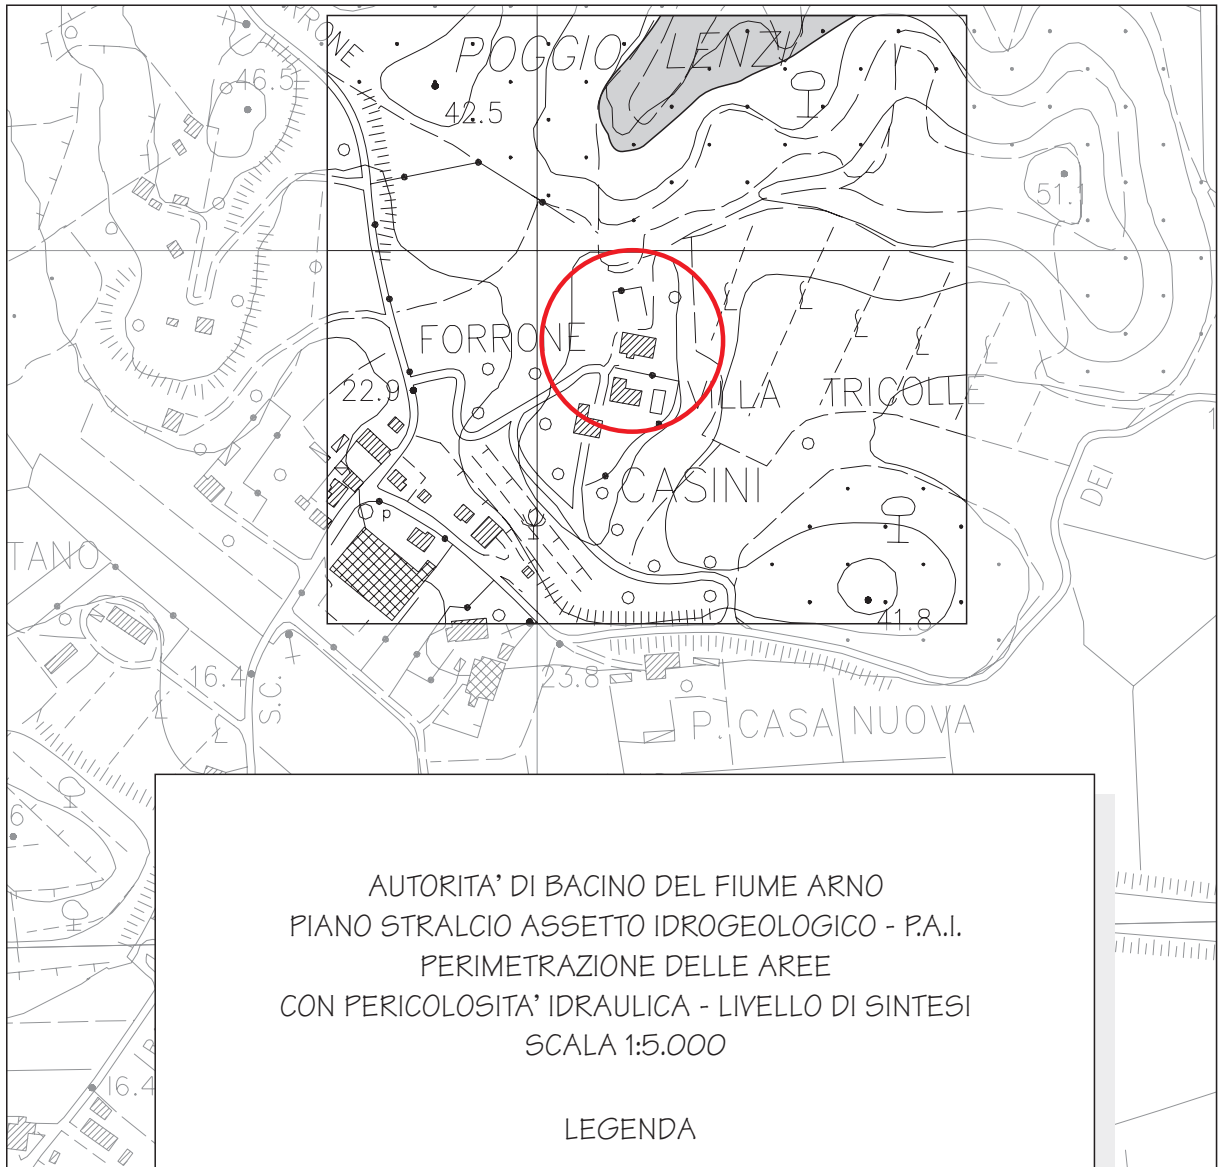 RRONE
POGGIO LENZI
46.5
42.5
51.1
FORRONE
22.9
VILLA TRICOLLE
CASINI
DEI
p
TANO
41.8
16.4
S.C.
23.8
P. CASA NUOVA
6
16.4
AUTORITA' DI BACINO DEL FIUME ARNO
PIANO STRALCIO ASSETTO IDROGEOLOGICO - P.A.I.
PERIMETRAZIONE DELLE AREE
CON PERICOLOSITA' IDRAULICA - LIVELLO DI SINTESI
SCALA 1:5.000
LEGENDA